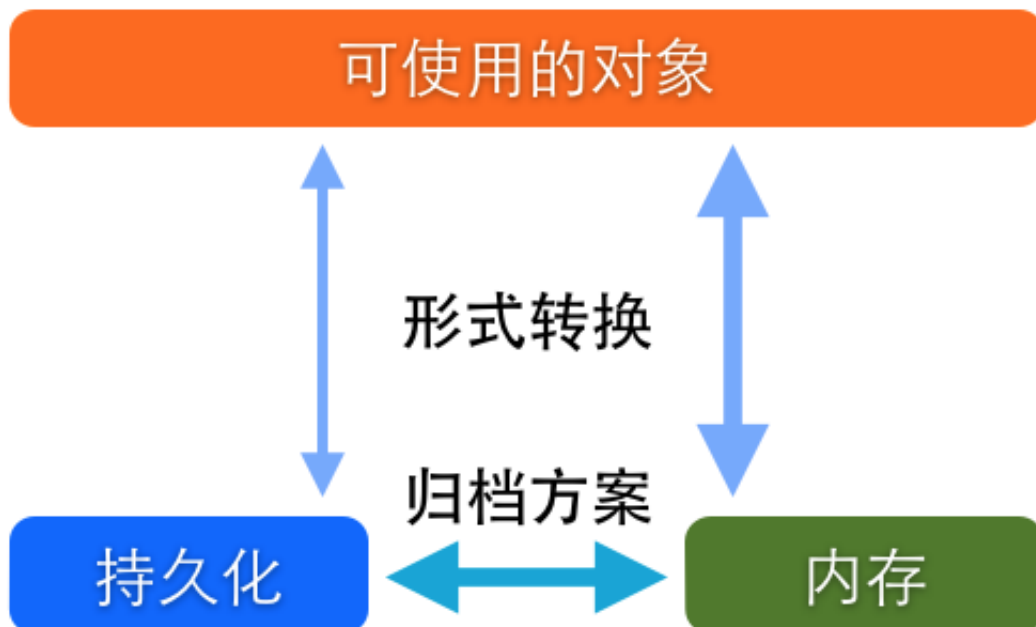 可使用的对象
形式转换
归档方案
持久化
内存